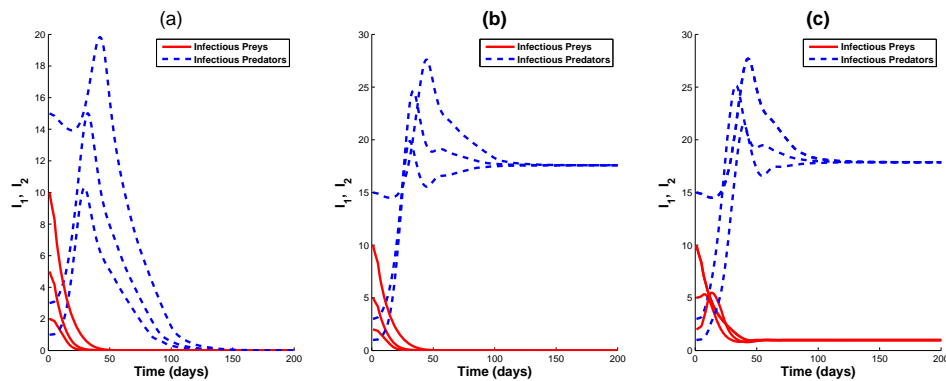 (a)
Infectious Preys
Infectious Predators
20
18
16
14
12
10
8
6
4
2
0
I1, I2
0 50 100 150 200
Time (days)
(b)
Infectious Preys
Infectious Predators
30
25
20
15
10
5
0
I1, I2
0 50 100 150 200
Time (days)
(c)
Infectious Preys
Infectious Predators
30
25
20
15
10
5
0
I1, I2
0 50 100 150 200
Time (days)